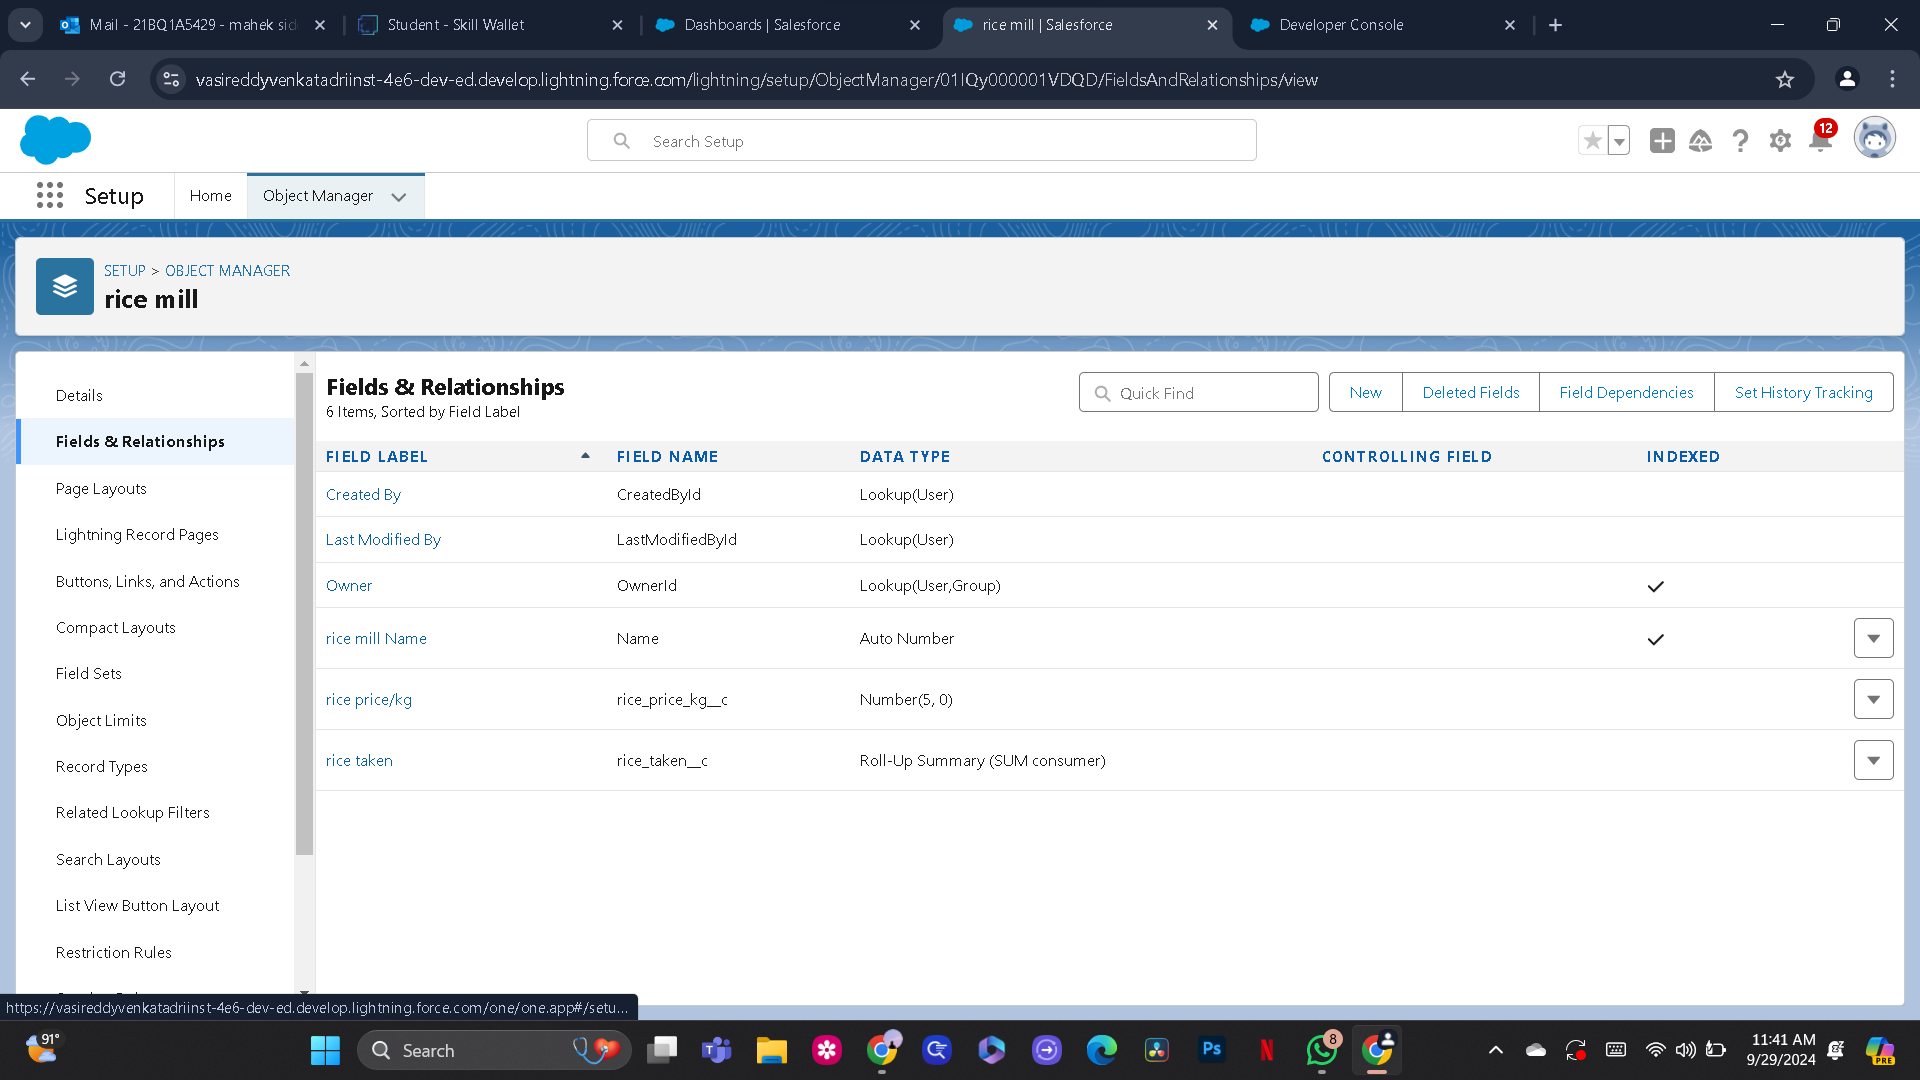 Mail - 21BQ1A5429 - mahek sid
Student - Skill Wallet
Dashboards | Salesforce
rice mill | Salesforce
Developer Console
vasireddyvenkatadriinst-4e6-dev-ed.develop.lightning.force.com/lightning/setup/ObjectManager/01IQy000001VDQD/FieldsAndRelationships/view
Search Setup
12
Setup
Home
Object Manager
SETUP > OBJECT MANAGER
rice mill
Details
Fields & Relationships
Page Layouts
Lightning Record Pages
Buttons, Links, and Actions
Compact Layouts
Field Sets
Object Limits
Record Types
Related Lookup Filters
Search Layouts
List View Button Layout
Restriction Rules
Fields & Relationships
6 Items, Sorted by Field Label
Quick Find
New
Deleted Fields
Field Dependencies
Set History Tracking
FIELD LABEL FIELD NAME DATA TYPE CONTROLLING FIELD INDEXED
Created By CreatedById Lookup(User)
Last Modified By LastModifiedById Lookup(User)
Owner OwnerId Lookup(User,Group)
rice mill Name Name Auto Number
rice price/kg rice_price_kg__c Number(5, 0)
rice taken rice_taken__c Roll-Up Summary (SUM consumer)
https://vasireddyvenkatadriinst-4e6-dev-ed.develop.lightning.force.com/one/one.app#/setu...
91°
Search
Ps
N
8
11:41 AM
9/29/2024
PRE